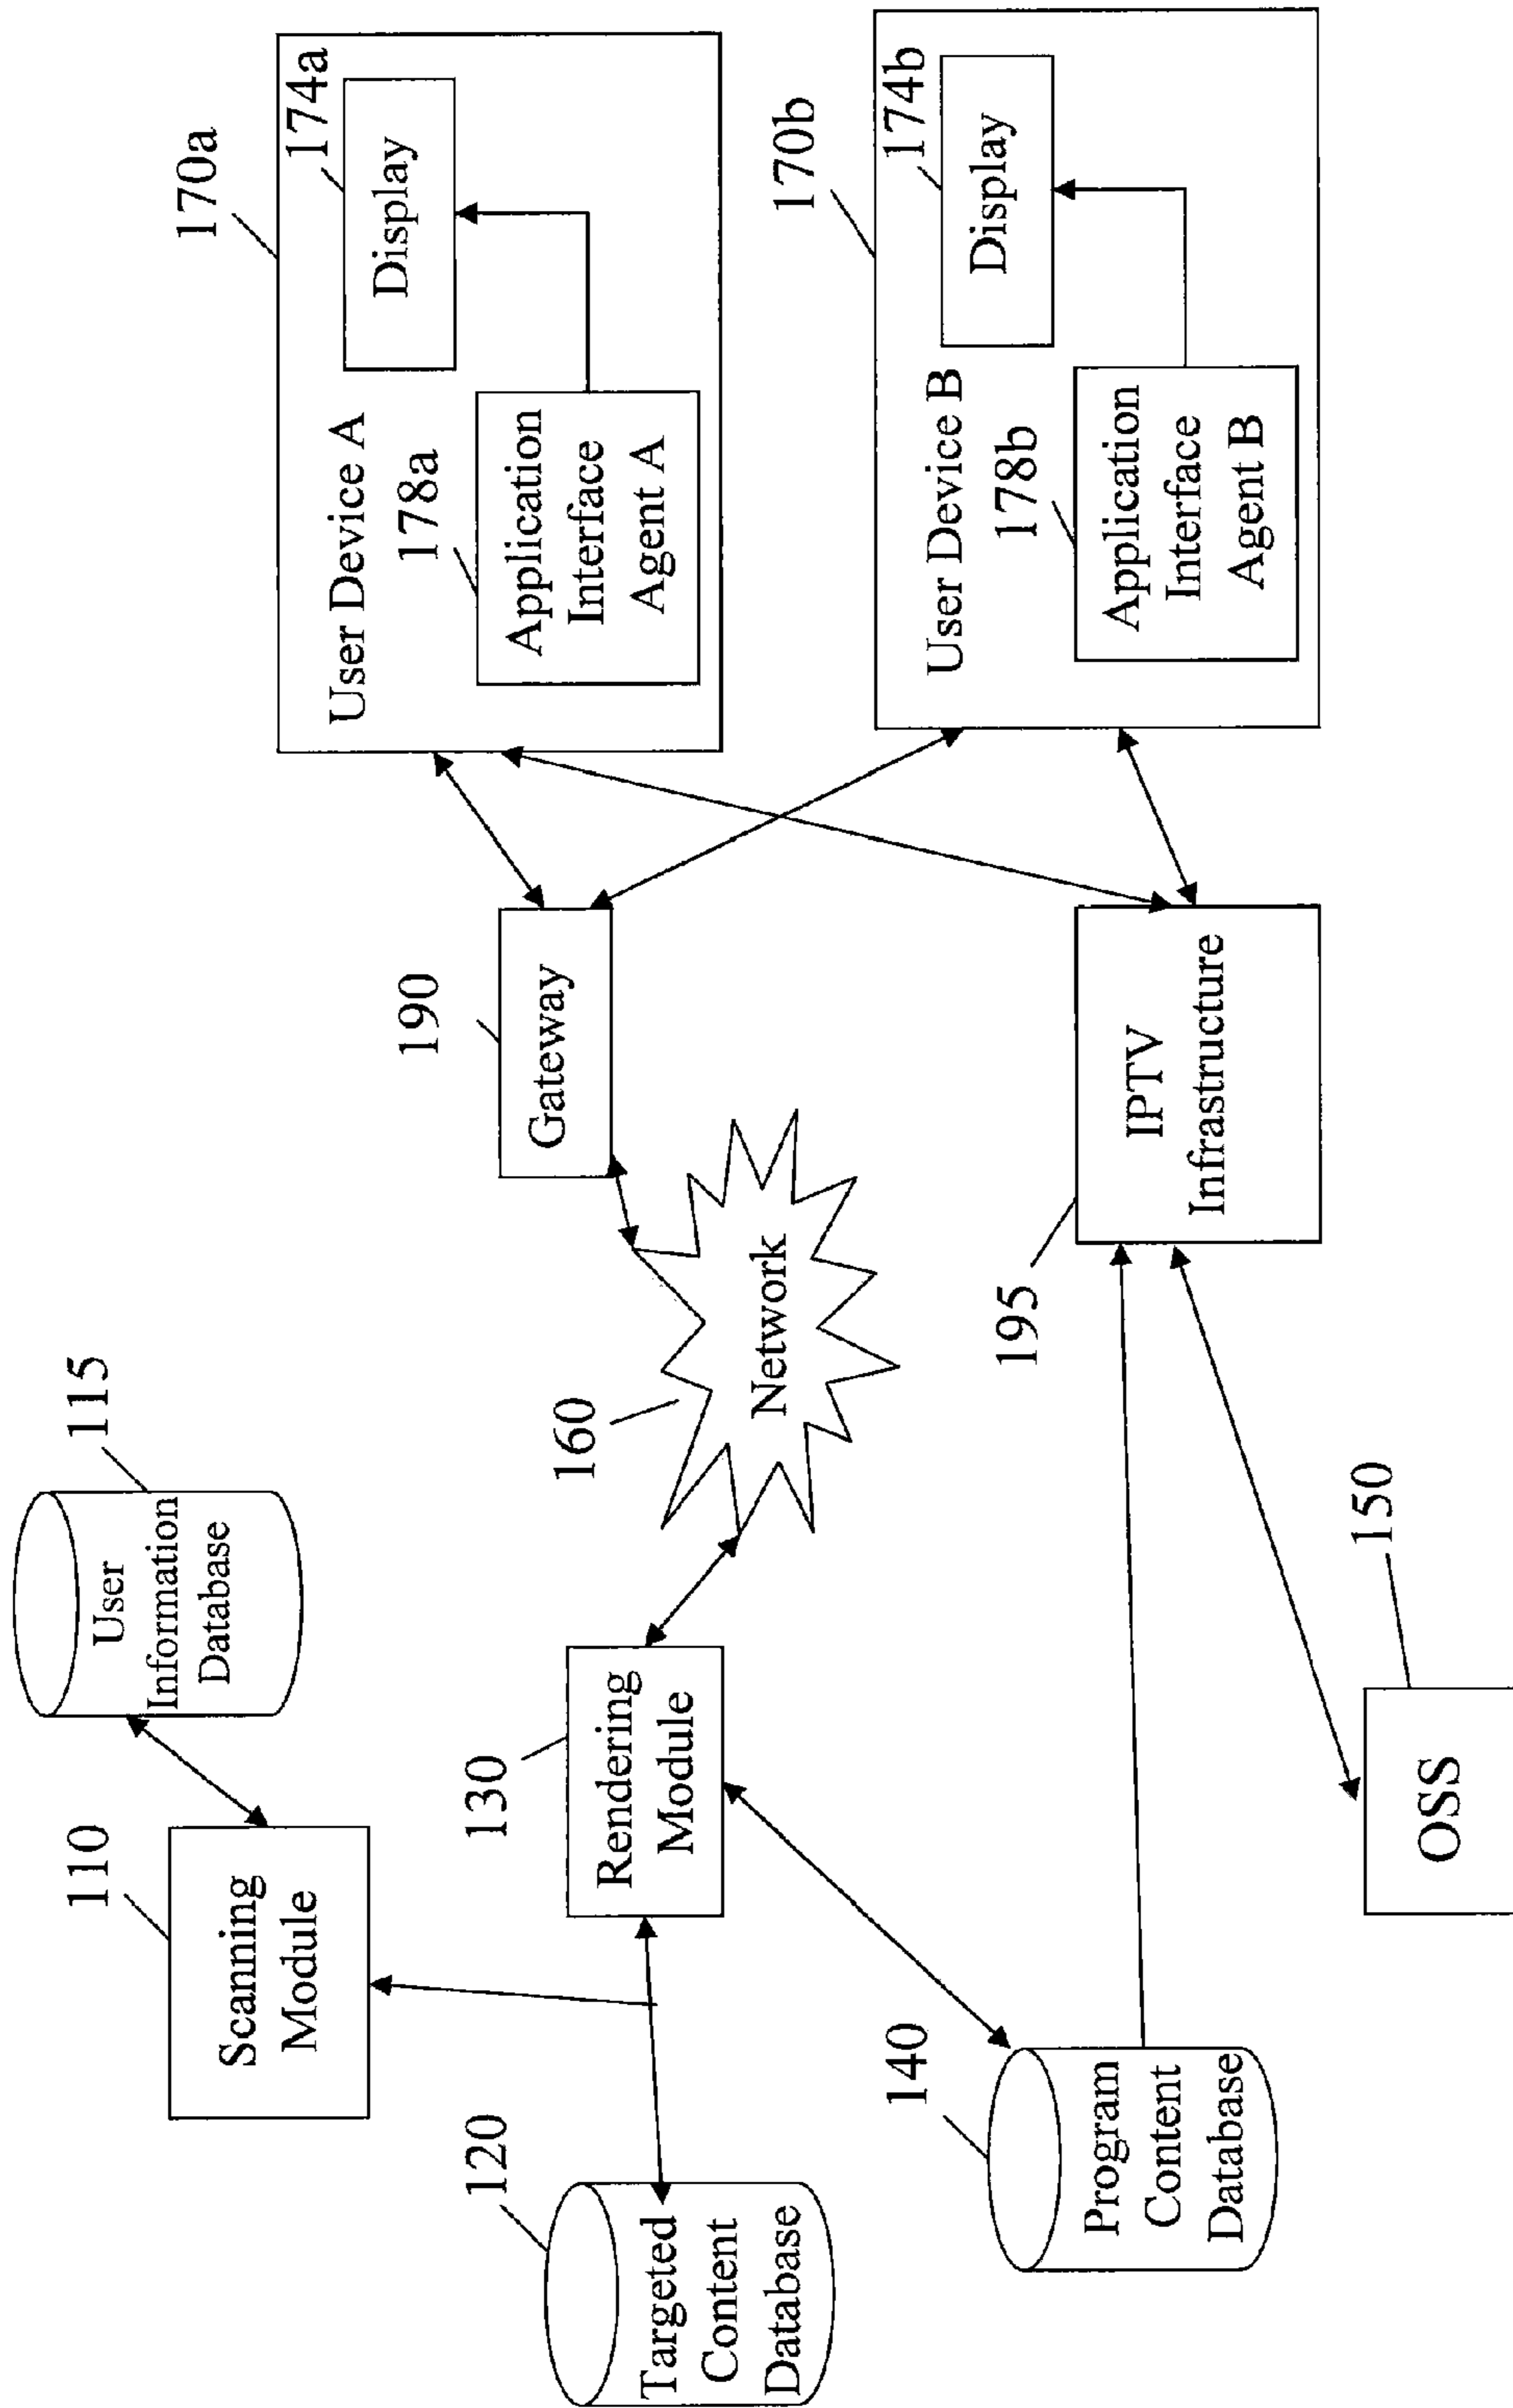 110
Scanning
Module
115
User
Information
Database
120
Targeted
Content
Database
130
Rendering
Module
160
Network
190
Gateway
170a
User Device A
174a
Display
178a
Application
Interface
Agent A
140
Program
Content
Database
150
OSS
195
IPTV
Infrastructure
170b
User Device B
174b
Display
178b
Application
Interface
Agent B